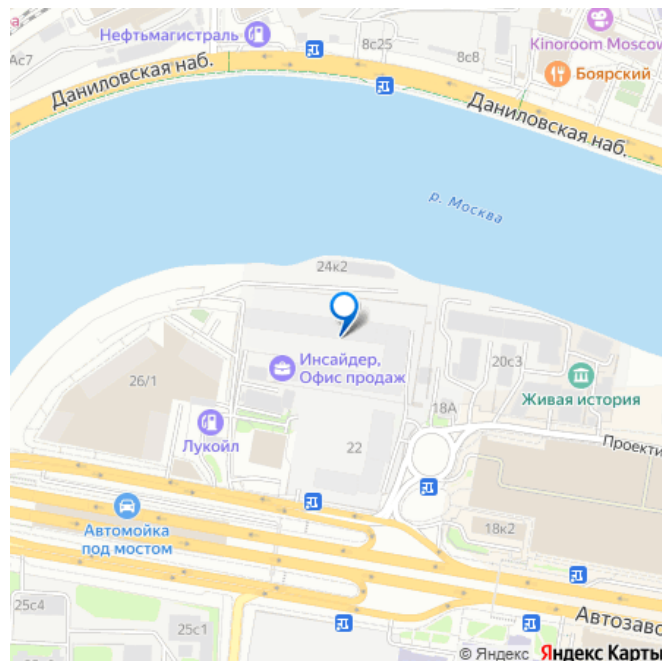 Нефтьмагистраль
8с25
Kinoroom Moscow
8с8
Ас7
Боярский
Даниловская наб.
Даниловская наб.
р. Москва
24к2
Инсайдер,
Офис продаж
20с3
26/1
Живая история
18А
Лукойл
22
Проекти
Автомойка
под мостом
18к2
25с4
25с1
Автозаво
© Яндекс Яндекс Карты